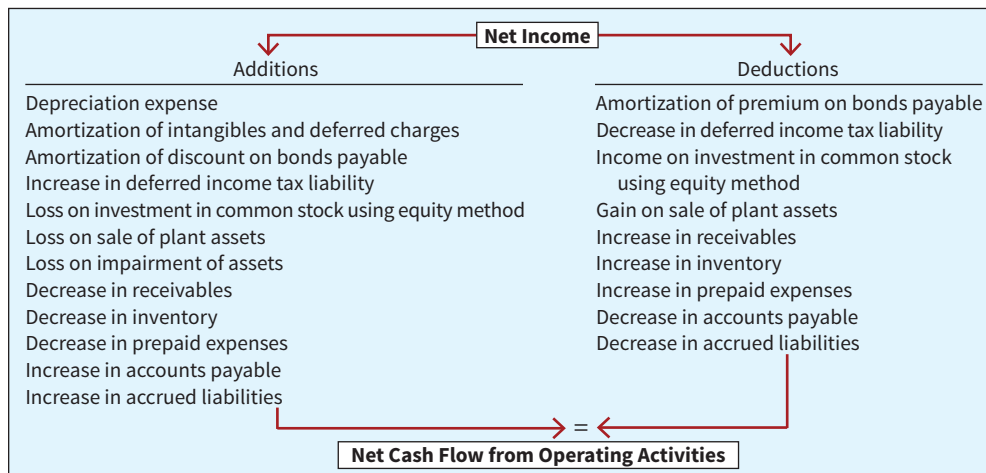 Net Income
Additions
Depreciation expense
Amortization of intangibles and deferred charges
Amortization of discount on bonds payable
Increase in deferred income tax liability
Loss on investment in common stock using equity method
Loss on sale of plant assets
Loss on impairment of assets
Decrease in receivables
Decrease in inventory
Decrease in prepaid expenses
Increase in accounts payable
Increase in accrued liabilities
Deductions
Amortization of premium on bonds payable
Decrease in deferred income tax liability
Income on investment in common stock
using equity method
Gain on sale of plant assets
Increase in receivables
Increase in inventory
Increase in prepaid expenses
Decrease in accounts payable
Decrease in accrued liabilities
=
Net Cash Flow from Operating Activities